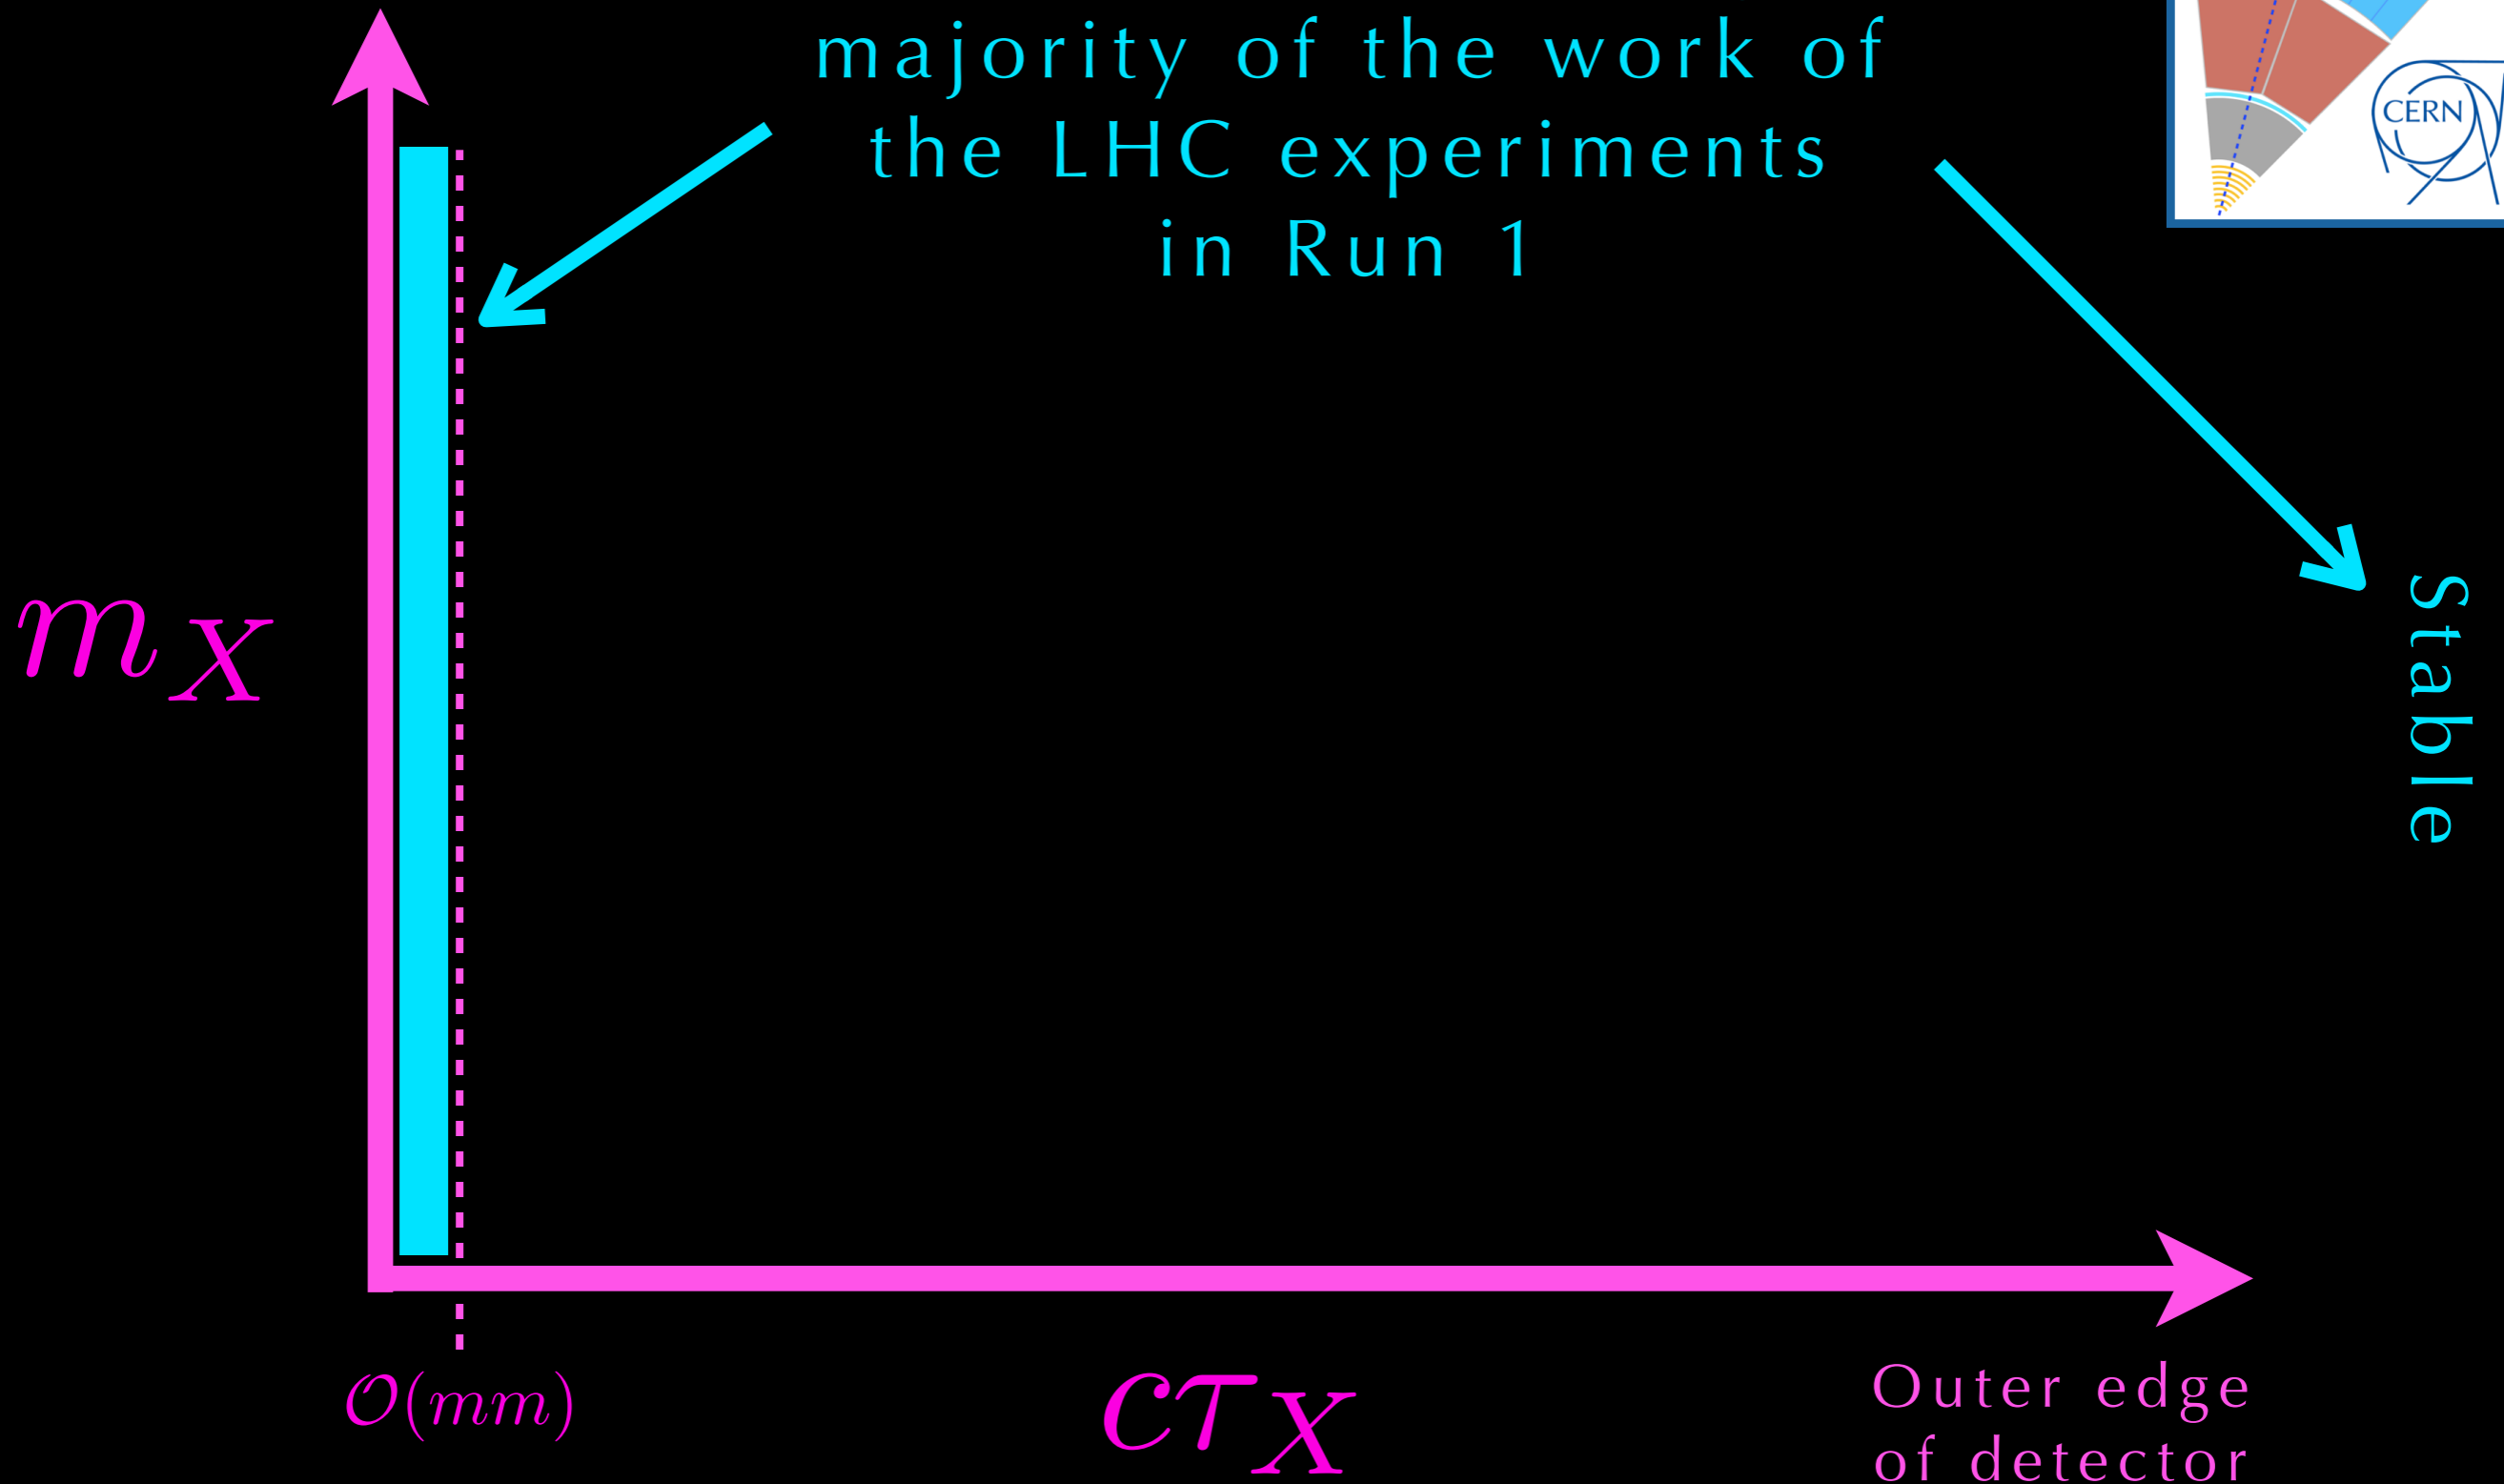 majority of the work of
the LHC experiments
in Run 1
CERN
Stable
m_X
O(mm)
cτ_X
Outer edge
of detector